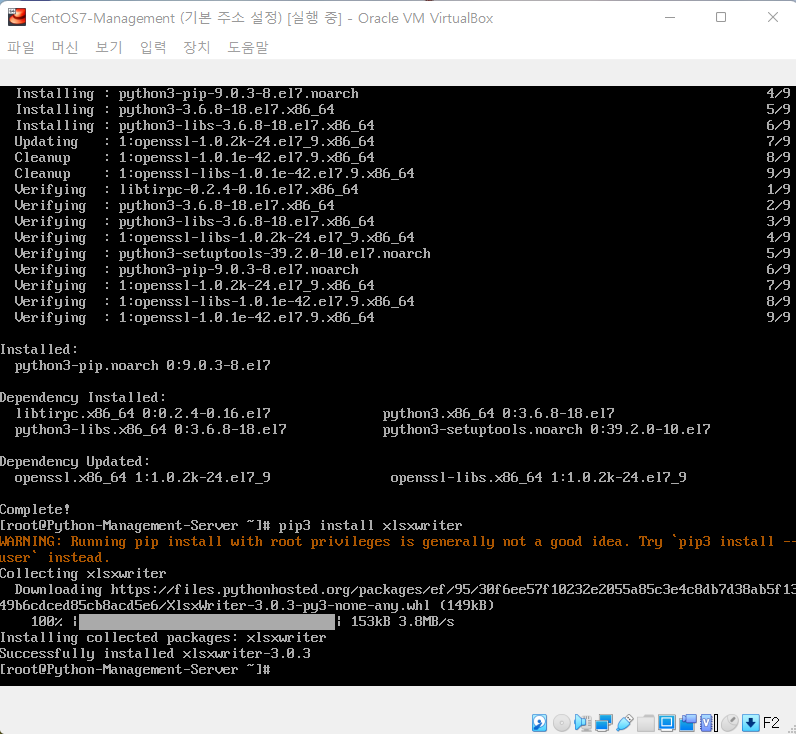 CentOS7-Management (기본 주소 설정) [실행 중] - Oracle VM VirtualBox
파일 머신 보기 입력 장치 도움말
Installing : python3-pip-9.0.3-8.el7.noarch 4/9
Installing : python3-3.6.8-18.el7.x86_64 5/9
Installing : python3-libs-3.6.8-18.el7.x86_64 6/9
Updating : 1:openssl-1.0.2k-24.el7_9.x86_64 7/9
Cleanup : 1:openssl-1.0.1e-42.el7.9.x86_64 8/9
Cleanup : 1:openssl-libs-1.0.1e-42.el7.9.x86_64 9/9
Verifying : libtirpc-0.2.4-0.16.el7.x86_64 1/9
Verifying : python3-3.6.8-18.el7.x86_64 2/9
Verifying : python3-libs-3.6.8-18.el7.x86_64 3/9
Verifying : 1:openssl-libs-1.0.2k-24.el7_9.x86_64 4/9
Verifying : python3-setuptools-39.2.0-10.el7.noarch 5/9
Verifying : python3-pip-9.0.3-8.el7.noarch 6/9
Verifying : 1:openssl-1.0.2k-24.el7_9.x86_64 7/9
Verifying : 1:openssl-libs-1.0.1e-42.el7.9.x86_64 8/9
Verifying : 1:openssl-1.0.1e-42.el7.9.x86_64 9/9
Installed:
python3-pip.noarch 0:9.0.3-8.el7
Dependency Installed:
libtirpc.x86_64 0:0.2.4-0.16.el7 python3.x86_64 0:3.6.8-18.el7
python3-libs.x86_64 0:3.6.8-18.el7 python3-setuptools.noarch 0:39.2.0-10.el7
Dependency Updated:
openssl.x86_64 1:1.0.2k-24.el7_9 openssl-libs.x86_64 1:1.0.2k-24.el7_9
Complete!
[root@Python-Management-Server ~]# pip3 install xlsxwriter
WARNING: Running pip install with root privileges is generally not a good idea. Try `pip3 install --
user` instead.
Collecting xlsxwriter
Downloading https://files.pythonhosted.org/packages/ef/95/30f6ee57f10232e2055a85c3e4c8db7d38ab5f13
49b6cdced85cb8acd5e6/XlsxWriter-3.0.3-py3-none-any.whl (149kB)
100% |████████████████████████████████| 153kB 3.8MB/s
Installing collected packages: xlsxwriter
Successfully installed xlsxwriter-3.0.3
[root@Python-Management-Server ~]#
F2